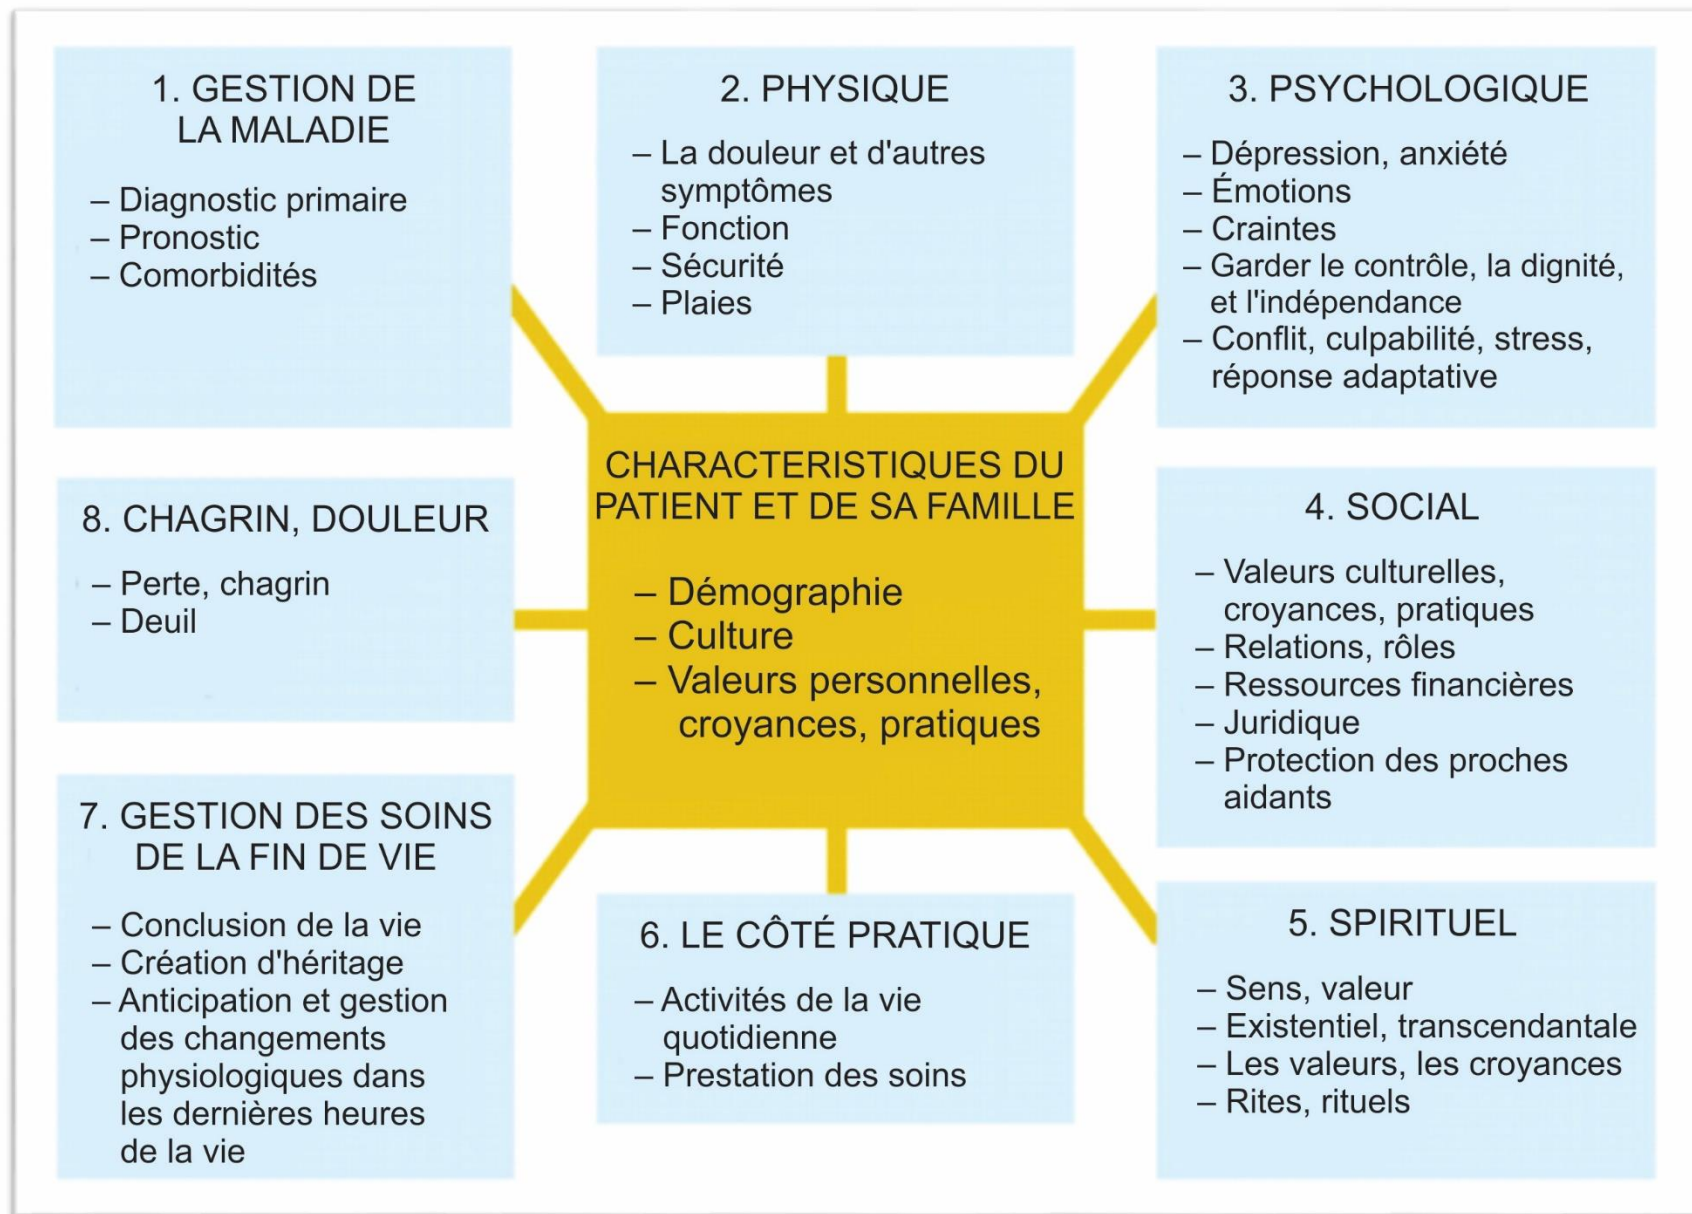 1. GESTION DE
LA MALADIE
– Diagnostic primaire
– Pronostic
– Comorbidités
2. PHYSIQUE
– La douleur et d'autres
symptômes
– Fonction
– Sécurité
– Plaies
3. PSYCHOLOGIQUE
– Dépression, anxiété
– Émotions
– Craintes
– Garder le contrôle, la dignité,
et l'indépendance
– Conflit, culpabilité, stress,
réponse adaptative
CHARACTERISTIQUES DU
PATIENT ET DE SA FAMILLE
– Démographie
– Culture
– Valeurs personnelles,
croyances, pratiques
4. SOCIAL
– Valeurs culturelles,
croyances, pratiques
– Relations, rôles
– Ressources financières
– Juridique
– Protection des proches
aidants
5. SPIRITUEL
– Sens, valeur
– Existentiel, transcendantale
– Les valeurs, les croyances
– Rites, rituels
6. LE CÔTÉ PRATIQUE
– Activités de la vie
quotidienne
– Prestation des soins
7. GESTION DES SOINS
DE LA FIN DE VIE
– Conclusion de la vie
– Création d'héritage
– Anticipation et gestion
des changements
physiologiques dans
les dernières heures
de la vie
8. CHAGRIN, DOULEUR
– Perte, chagrin
– Deuil